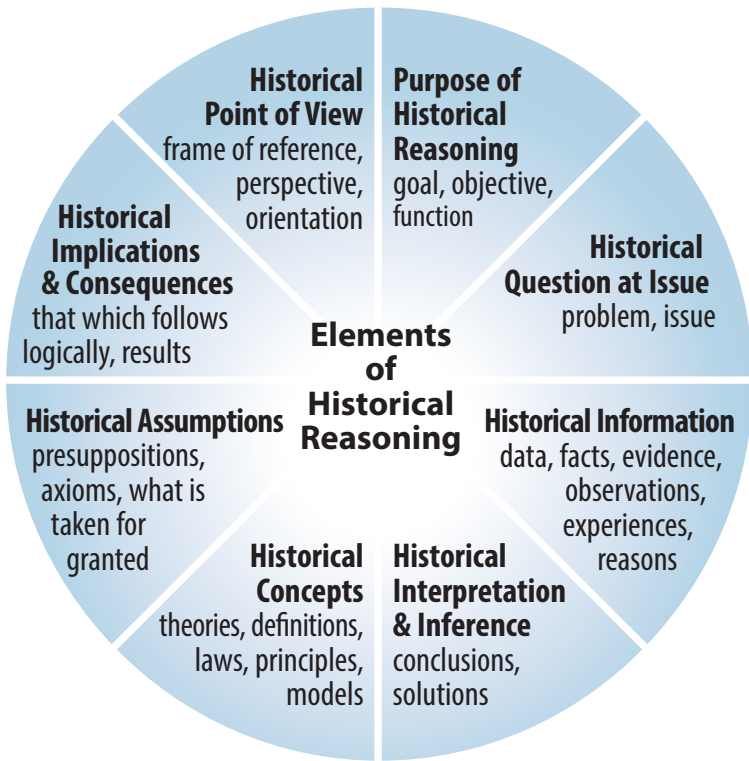 Historical
Point of View
frame of reference,
perspective,
orientation
Purpose of
Historical
Reasoning
goal, objective,
function
Historical
Question at Issue
problem, issue
Historical Information
data, facts, evidence,
observations,
experiences,
reasons
Historical
Interpretation
& Inference
conclusions,
solutions
Historical
Concepts
theories, definitions,
laws, principles,
models
Historical Assumptions
presuppositions,
axioms, what is
taken for
granted
Historical
Implications
& Consequences
that which follows
logically, results
Elements
of
Historical
Reasoning